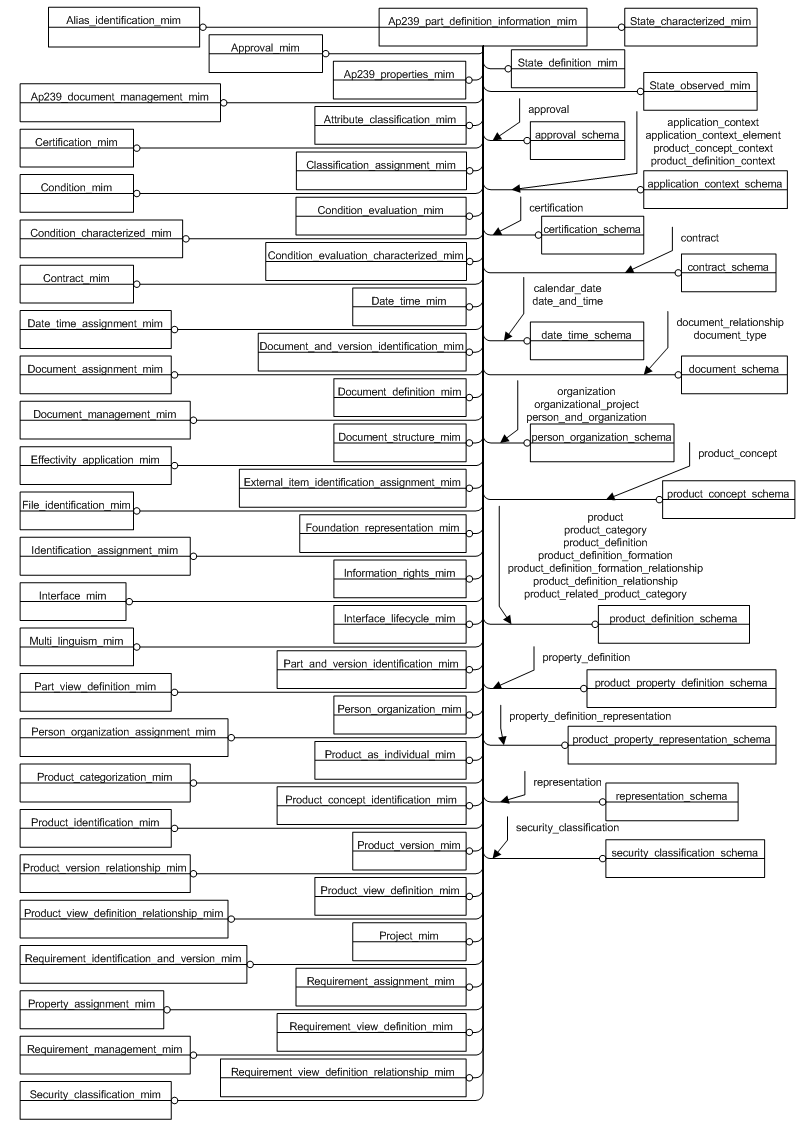 Alias_identification_mim
Ap239_part_definition_information_mim
State_characterized_mim
Approval_mim
State_definition_mim
Ap239_properties_mim
State_observed_mim
Ap239_document_management_mim
Attribute_classification_mim
approval
approval_schema
application_context
application_context_element
product_concept_context
product_definition_context
Certification_mim
Classification_assignment_mim
application_context_schema
Condition_mim
Condition_evaluation_mim
certification
certification_schema
Condition_characterized_mim
contract
Condition_evaluation_characterized_mim
contract_schema
Contract_mim
Date_time_mim
calendar_date
date_and_time
Date_time_assignment_mim
date_time_schema
document_relationship
document_type
Document_and_version_identification_mim
Document_assignment_mim
document_schema
Document_definition_mim
organization
organizational_project
person_and_organization
Document_management_mim
Document_structure_mim
person_organization_schema
Effectivity_application_mim
product_concept
External_item_identification_assignment_mim
product_concept_schema
File_identification_mim
Foundation_representation_mim
product
product_category
product_definition
product_definition_formation
product_definition_formation_relationship
product_definition_relationship
product_related_product_category
Identification_assignment_mim
Information_rights_mim
Interface_mim
Interface_lifecycle_mim
product_definition_schema
Multi_linguism_mim
Part_and_version_identification_mim
property_definition
Part_view_definition_mim
product_property_definition_schema
Person_organization_mim
property_definition_representation
Person_organization_assignment_mim
product_property_representation_schema
Product_as_individual_mim
Product_categorization_mim
representation
Product_concept_identification_mim
representation_schema
Product_identification_mim
security_classification
Product_version_mim
security_classification_schema
Product_version_relationship_mim
Product_view_definition_mim
Product_view_definition_relationship_mim
Project_mim
Requirement_identification_and_version_mim
Requirement_assignment_mim
Property_assignment_mim
Requirement_view_definition_mim
Requirement_management_mim
Requirement_view_definition_relationship_mim
Security_classification_mim